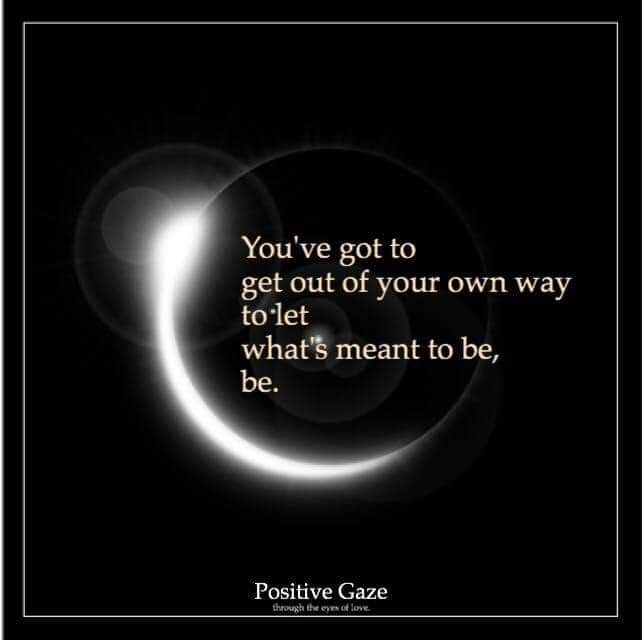 You've got to
get out of your own way
to let
what's meant to be,
be.
Positive Gaze
through the eyes of love.